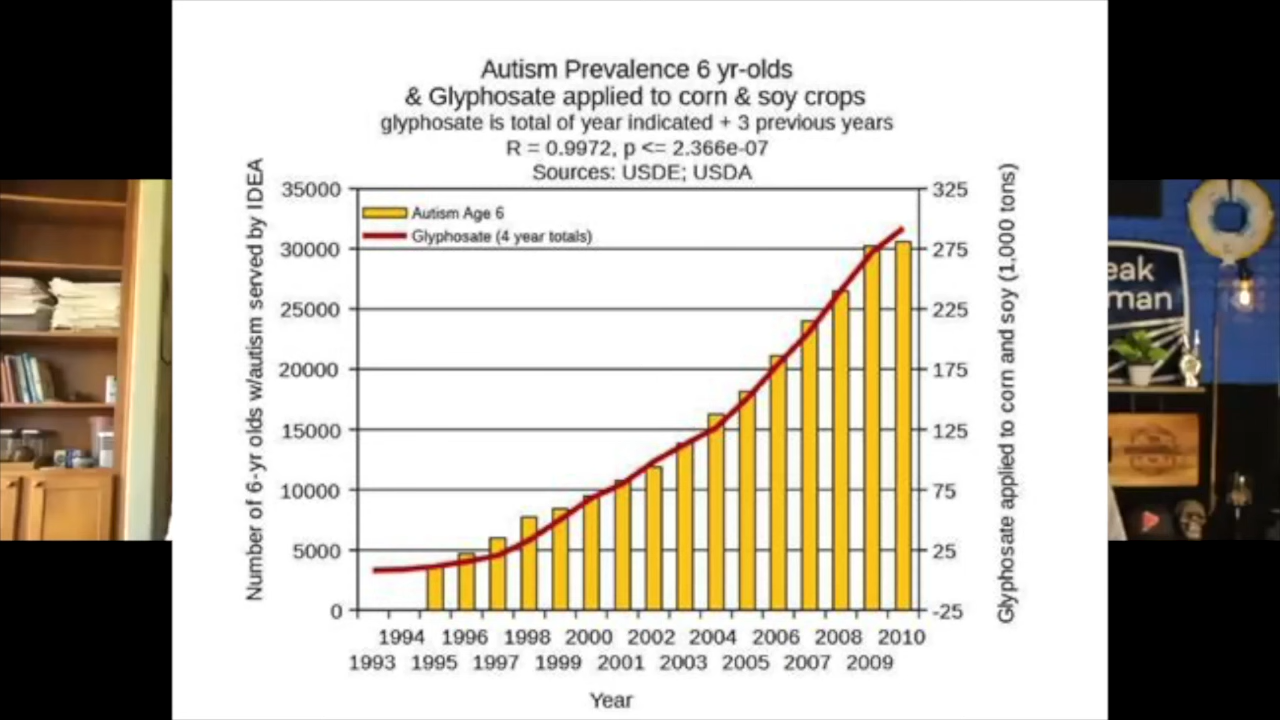 Autism Prevalence 6 yr-olds
& Glyphosate applied to corn & soy crops
glyphosate is total of year indicated + 3 previous years
R = 0.9972, p <= 2.366e-07
Sources: USDE; USDA
Number of 6-yr olds w/autism served by IDEA
35000
30000
25000
20000
15000
10000
5000
0
Autism Age 6
Glyphosate (4 year totals)
325
275
225
175
125
75
25
-25
Glyphosate applied to corn and soy (1,000 tons)
1994 1996 1998 2000 2002 2004 2006 2008 2010
1993 1995 1997 1999 2001 2003 2005 2007 2009
Year
eak
man